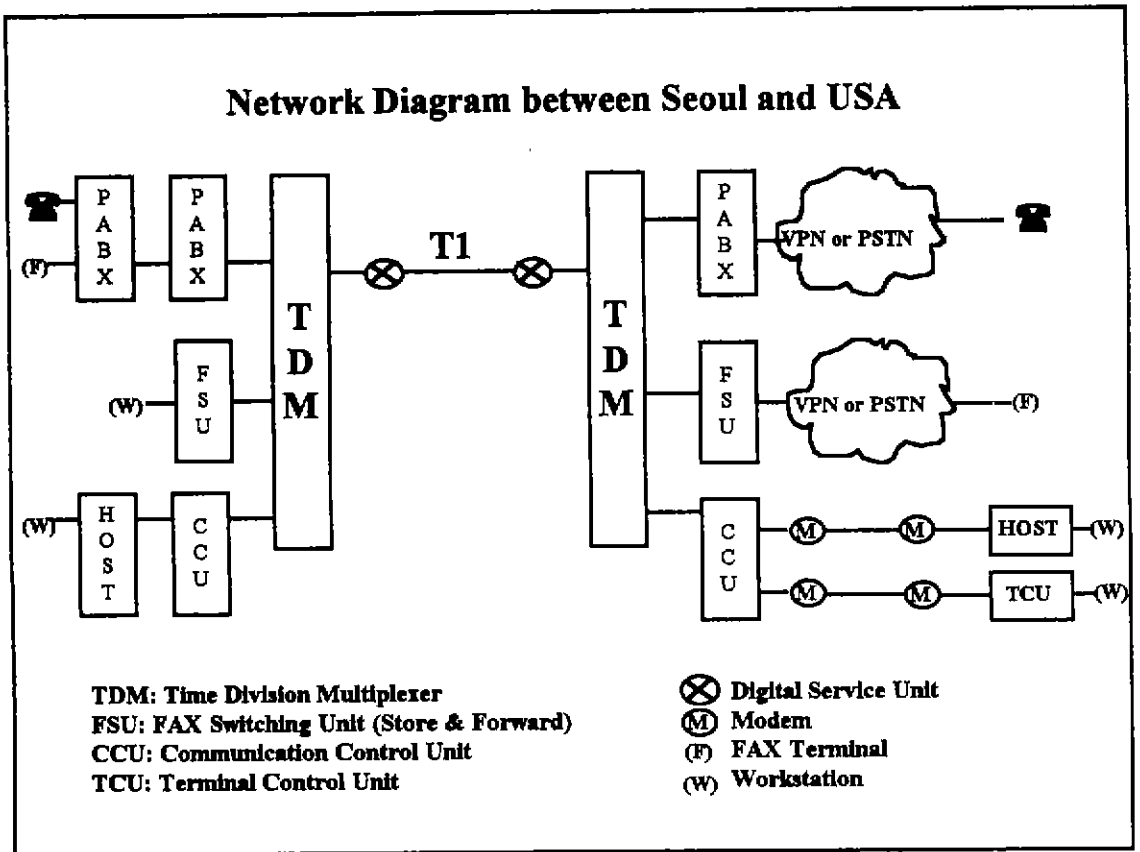 Network Diagram between Seoul and USA
PABX
PABX
TDM
T1
TDM
PABX
VPN or PSTN
(F)
FSU
(W)
FSU
VPN or PSTN
(F)
(W)
HOST
CCU
CCU
M
M
HOST
(W)
M
M
TCU
(W)
TDM: Time Division Multiplexer
FSU: FAX Switching Unit (Store & Forward)
CCU: Communication Control Unit
TCU: Terminal Control Unit
Digital Service Unit
M Modem
(F) FAX Terminal
(W) Workstation